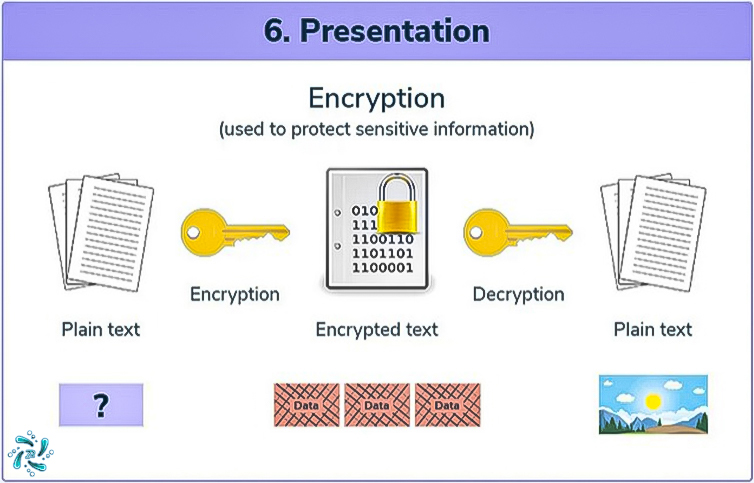 6. Presentation
Encryption
(used to protect sensitive information)
010
111
1100110
1101101
1100001
Encryption
Decryption
Plain text
Encrypted text
Plain text
?
Data
Data
Data